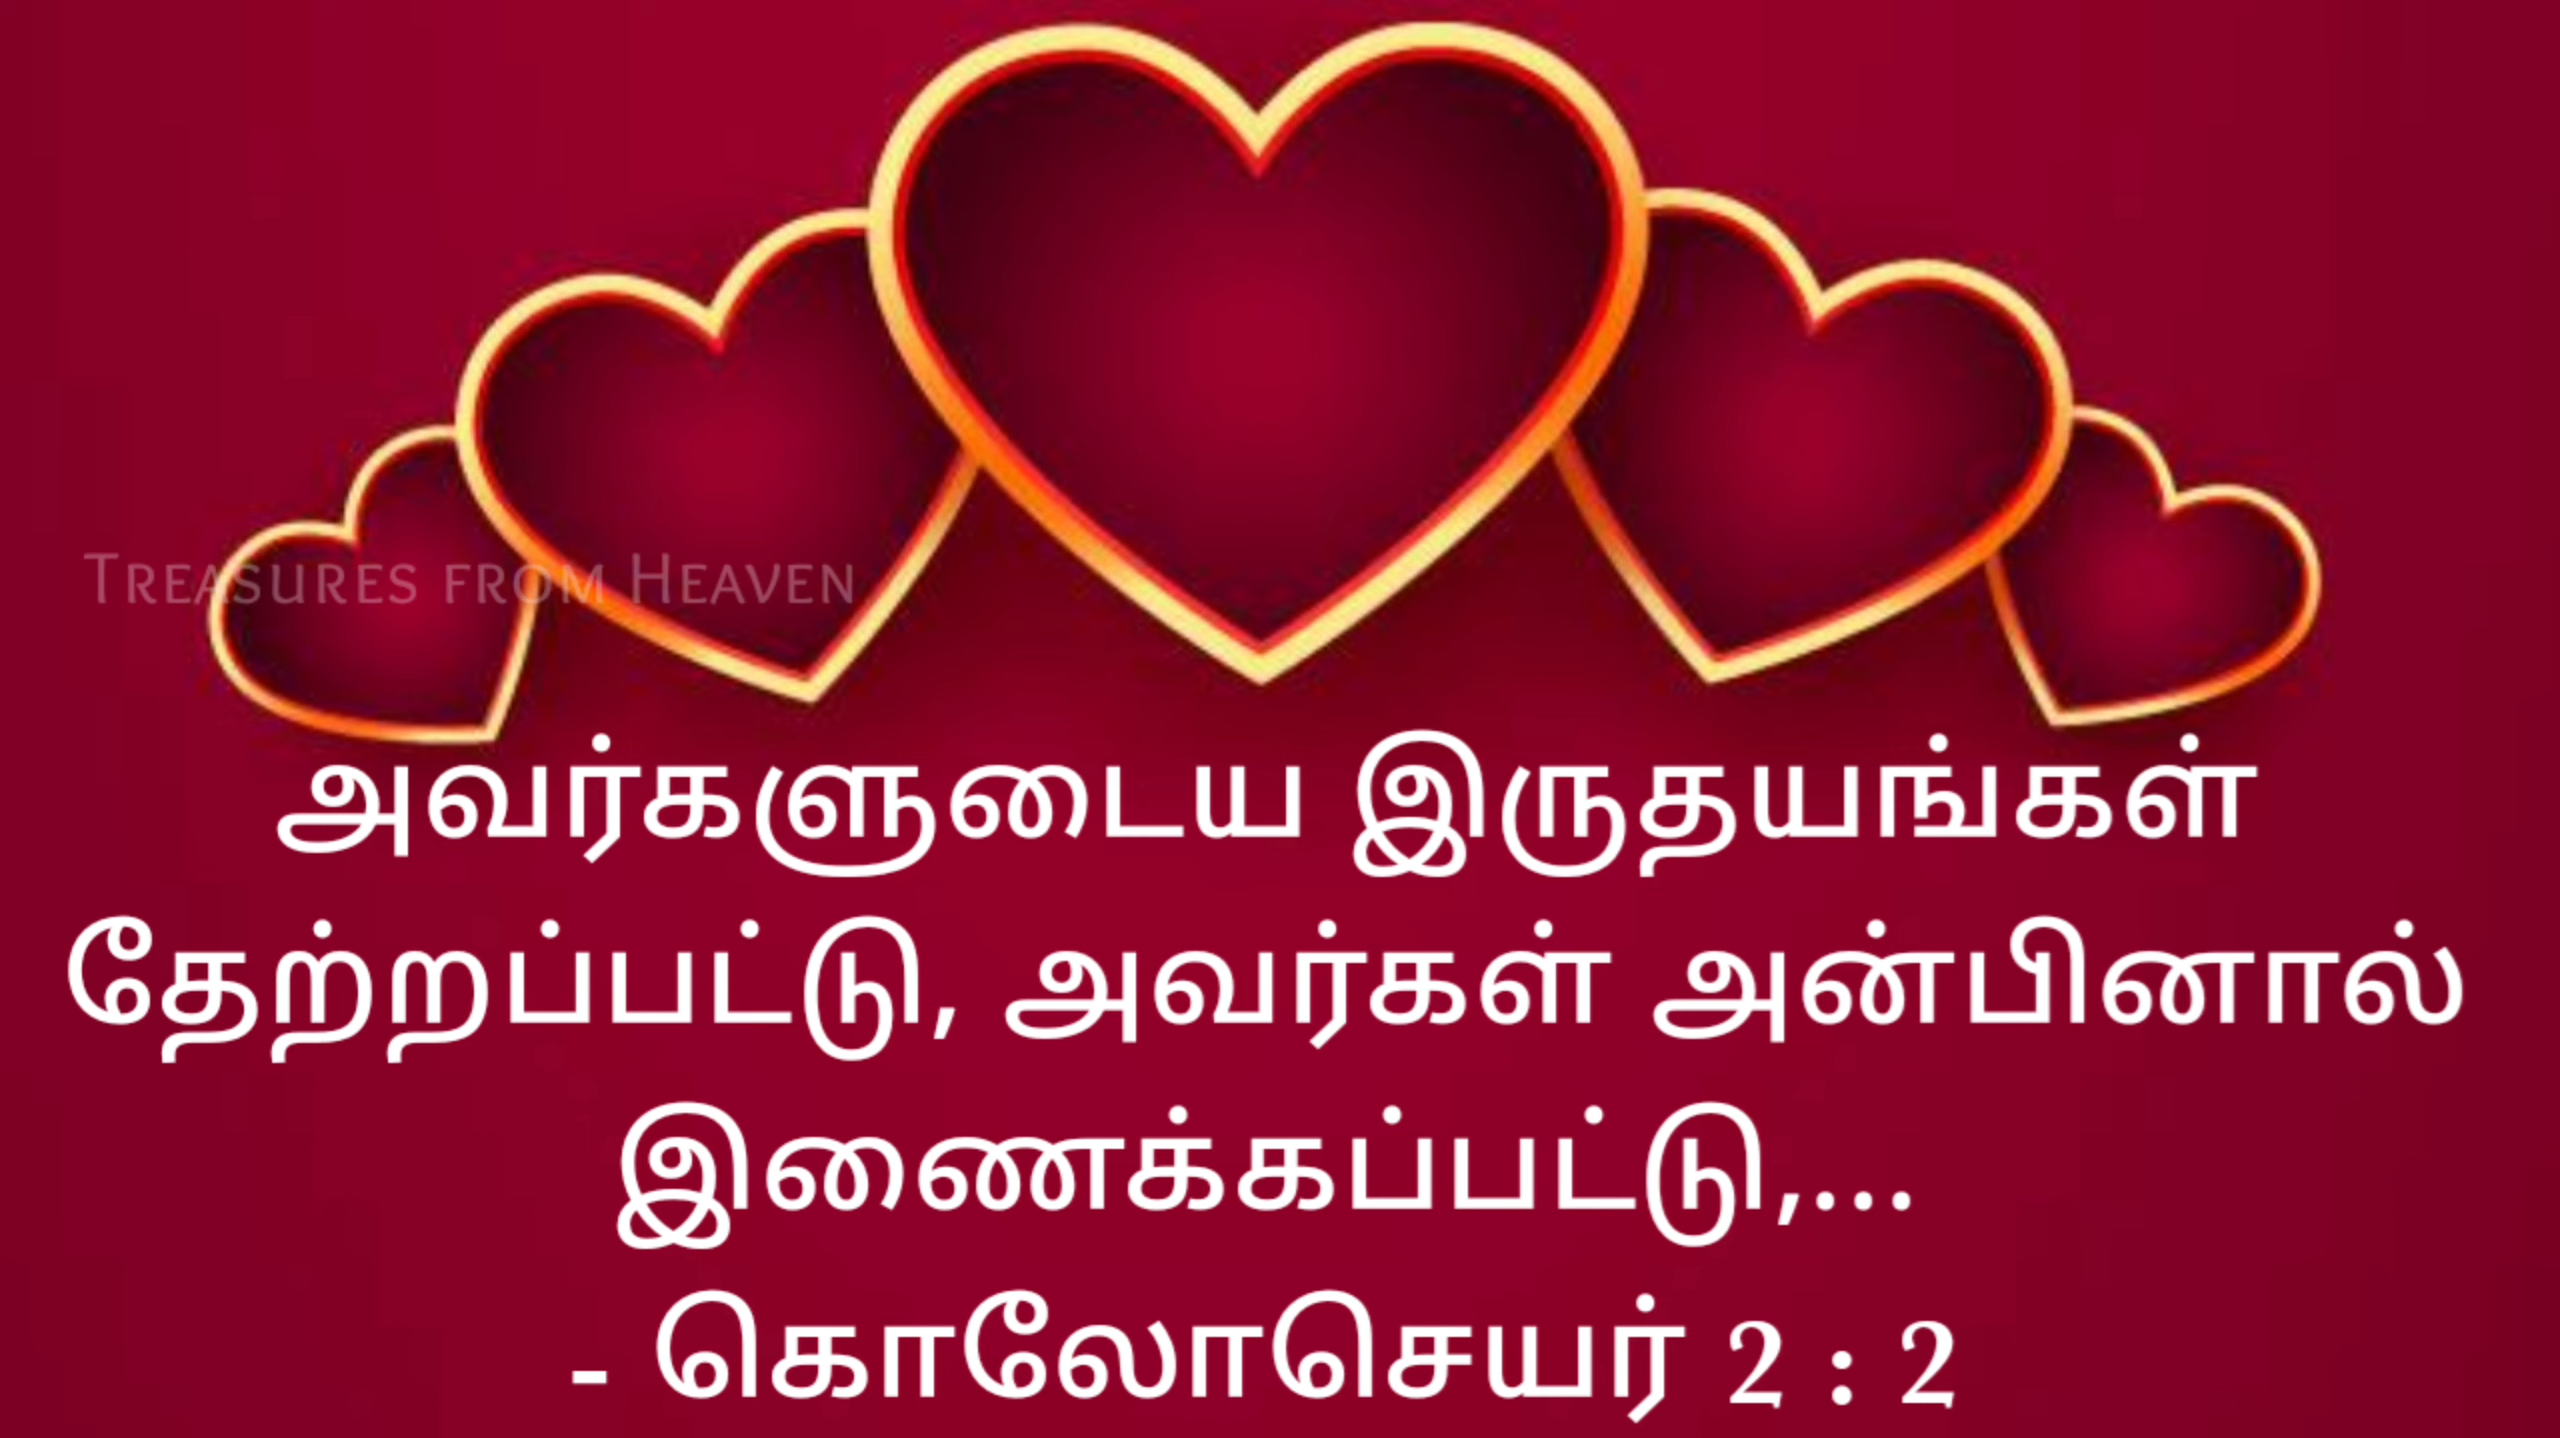 Treasures from Heaven
அவர்களுடைய இருதயங்கள்
தேற்றப்பட்டு, அவர்கள் அன்பினால்
இணைக்கப்பட்டு,...
- கொலோசெயர் 2 : 2